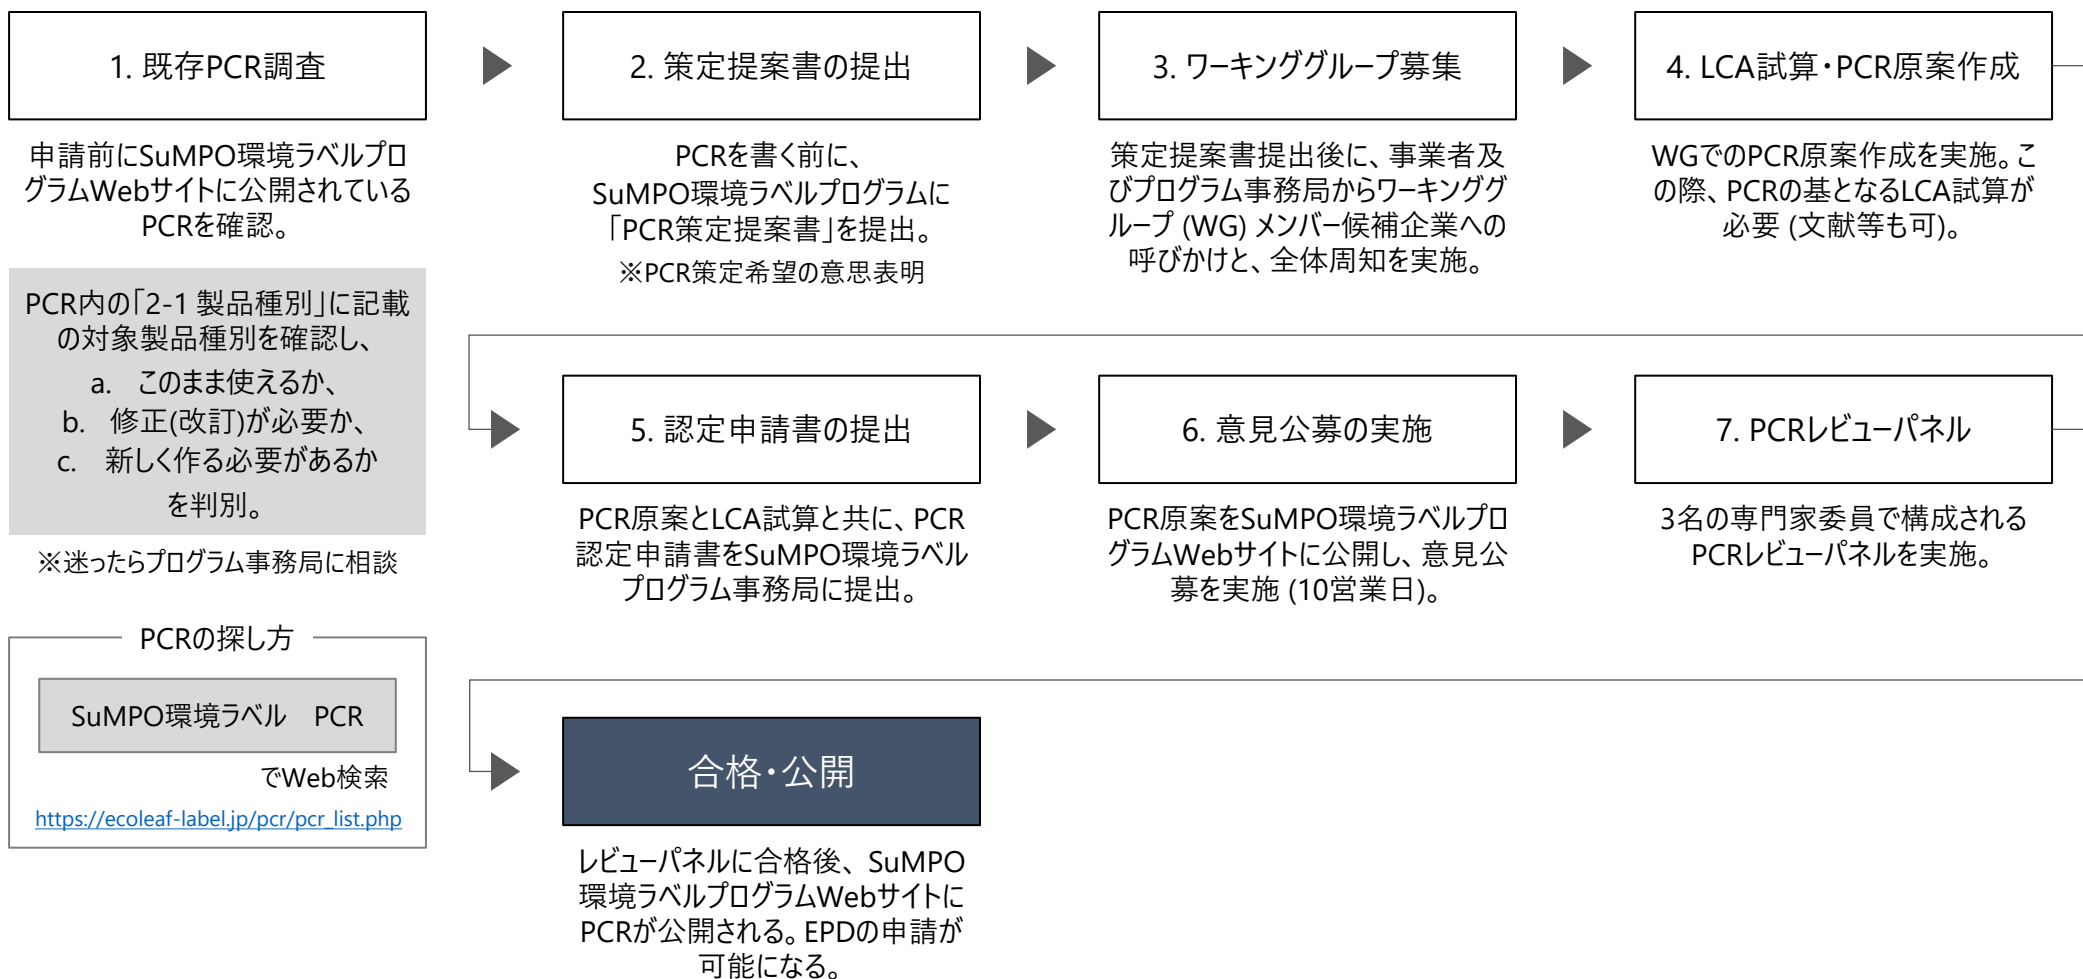 1. 既存PCR調査
申請前にSuMPO環境ラベルプロ
グラムWebサイトに公開されている
PCRを確認。
PCR内の「2-1 製品種別」に記載
の対象製品種別を確認し、
a. このまま使えるか、
b. 修正(改訂)が必要か、
c. 新しく作る必要があるか
を判別。
※迷ったらプログラム事務局に相談
PCRの探し方
SuMPO環境ラベル　PCR
でWeb検索
https://ecoleaf-label.jp/pcr/pcr_list.php
2. 策定提案書の提出
PCRを書く前に、
SuMPO環境ラベルプログラムに
「PCR策定提案書」を提出。
※PCR策定希望の意思表明
3. ワーキンググループ募集
策定提案書提出後に、事業者及
びプログラム事務局からワーキンググ
ループ (WG) メンバー候補企業への
呼びかけと、全体周知を実施。
4. LCA試算・PCR原案作成
WGでのPCR原案作成を実施。こ
の際、PCRの基となるLCA試算が
必要 (文献等も可)。
5. 認定申請書の提出
PCR原案とLCA試算と共に、PCR
認定申請書をSuMPO環境ラベル
プログラム事務局に提出。
6. 意見公募の実施
PCR原案をSuMPO環境ラベルプロ
グラムWebサイトに公開し、意見公
募を実施 (10営業日)。
7. PCRレビューパネル
3名の専門家委員で構成される
PCRレビューパネルを実施。
合格・公開
レビューパネルに合格後、SuMPO
環境ラベルプログラムWebサイトに
PCRが公開される。EPDの申請が
可能になる。